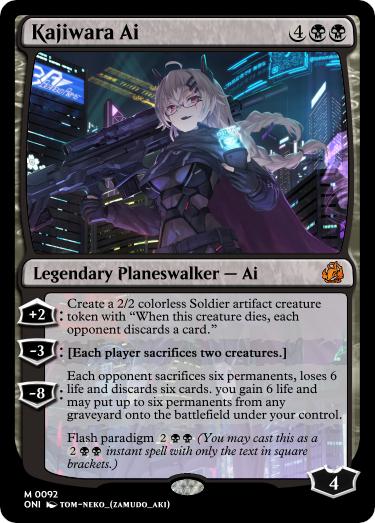 Kajiwara Ai
4
Legendary Planeswalker — Ai
+2: Create a 2/2 colorless Soldier artifact creature
token with “When this creature dies, each
opponent discards a card.”
-3: [Each player sacrifices two creatures.]
-8: Each opponent sacrifies six permanents, loses 6
life and discards six cards. you gain 6 life and
may put up to six permanents from any
graveyard onto the battlefield under your control.
Flash paradigm 2 (You may cast this as a
2 instant spell with only the text in square
brackets.)
4
M 0092
ONI TOM-NEKO_(ZAMUDO_AKI)